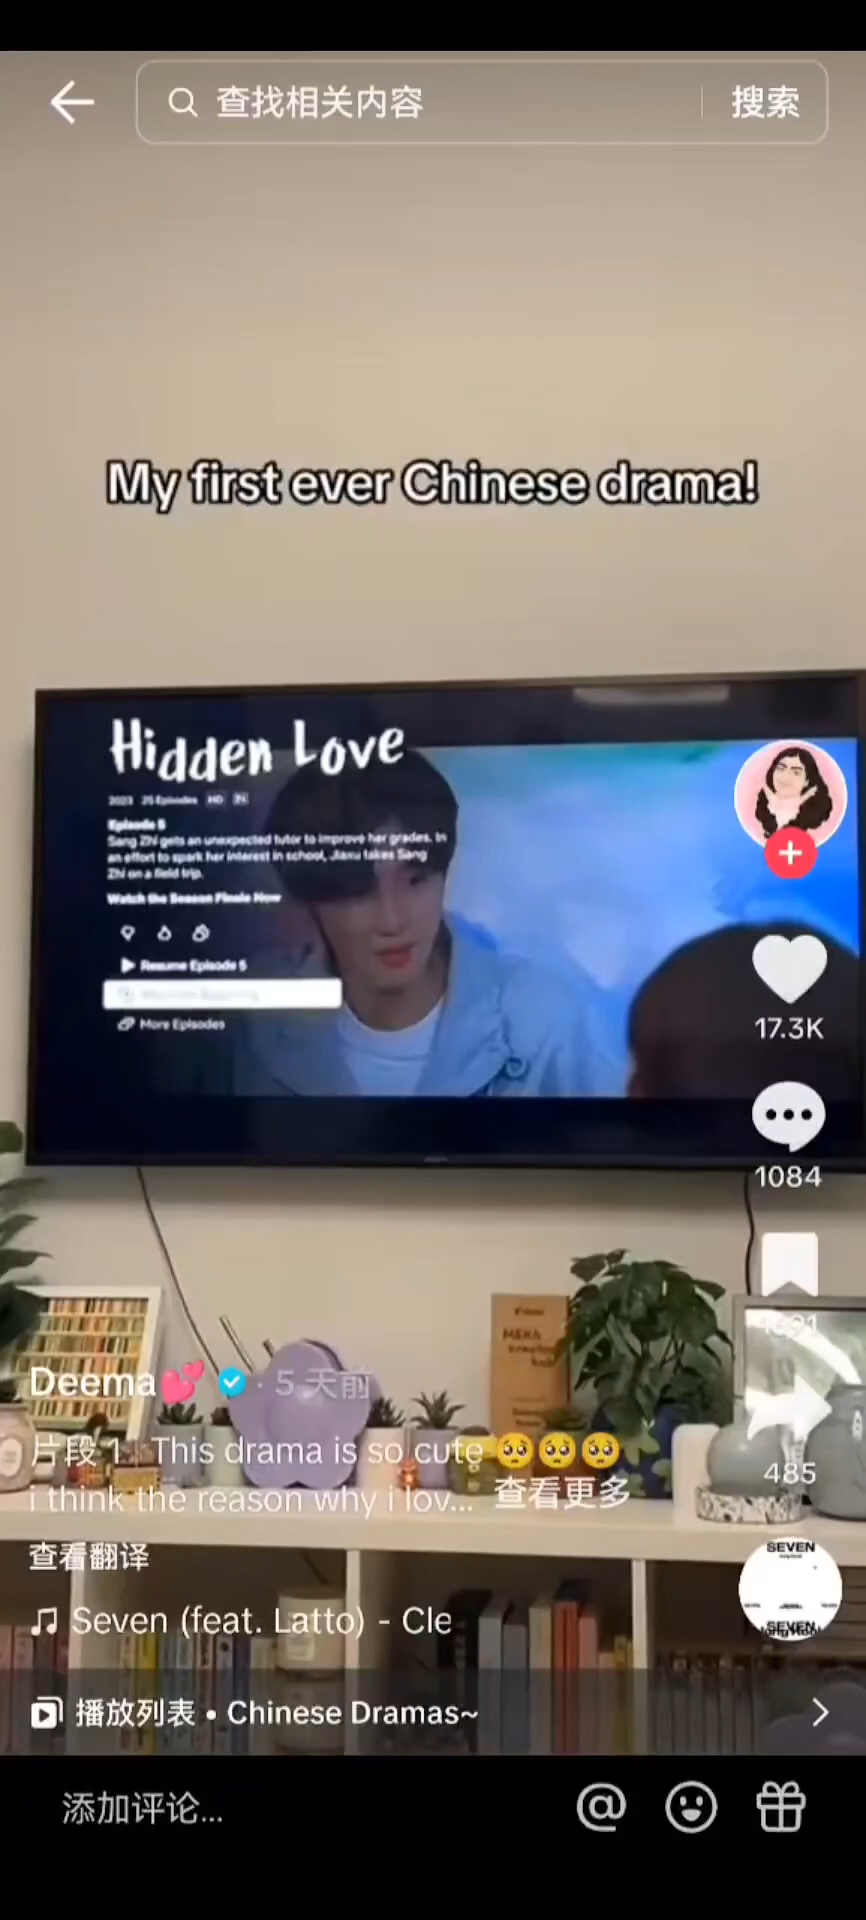 查找相关内容
搜索
My first ever Chinese drama!
Hidden Love
2023 25 Episodes HD
Episode 5
Sang Zhi gets an unexpected tutor to improve her grades. In
an effort to spark her interest in school, Jiaxu takes Sang
Zhi on a field trip.
Watch the Season Finale Now
Resume Episode 5
More Episodes
17.3K
1084
Deema💕 · 5 天前
片段 1 This drama is so cute 🥺🥺🥺
i think the reason why i lov... 查看更多
485
查看翻译
SEVEN
Seven (feat. Latto) - Cle
SEVEN
播放列表 • Chinese Dramas~
添加评论...